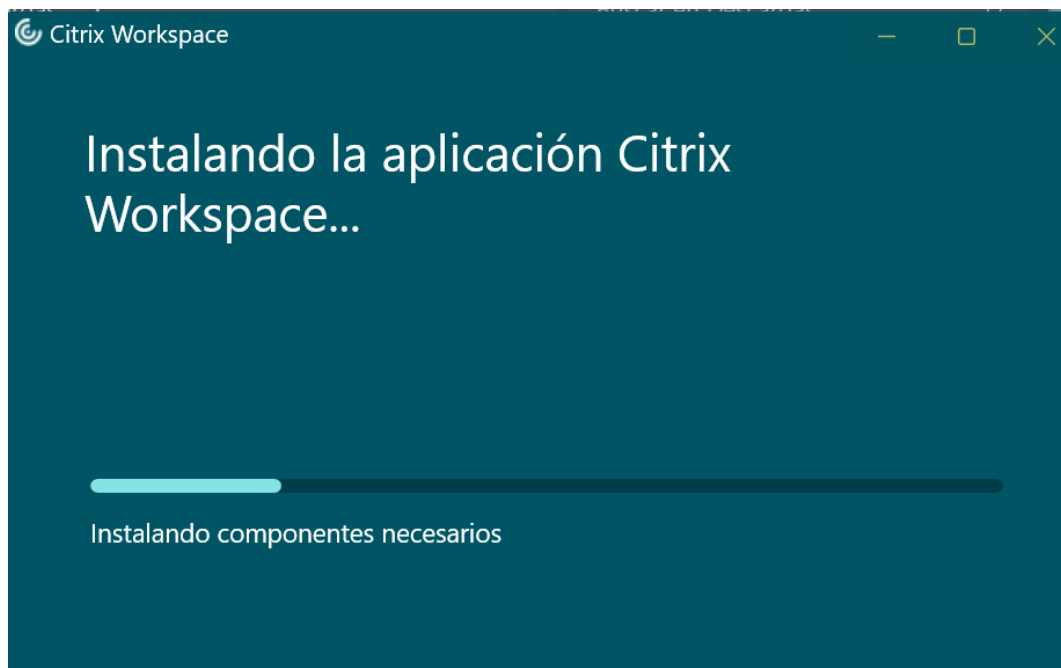 Citrix Workspace
Instalando la aplicación Citrix
Workspace...
Instalando componentes necesarios